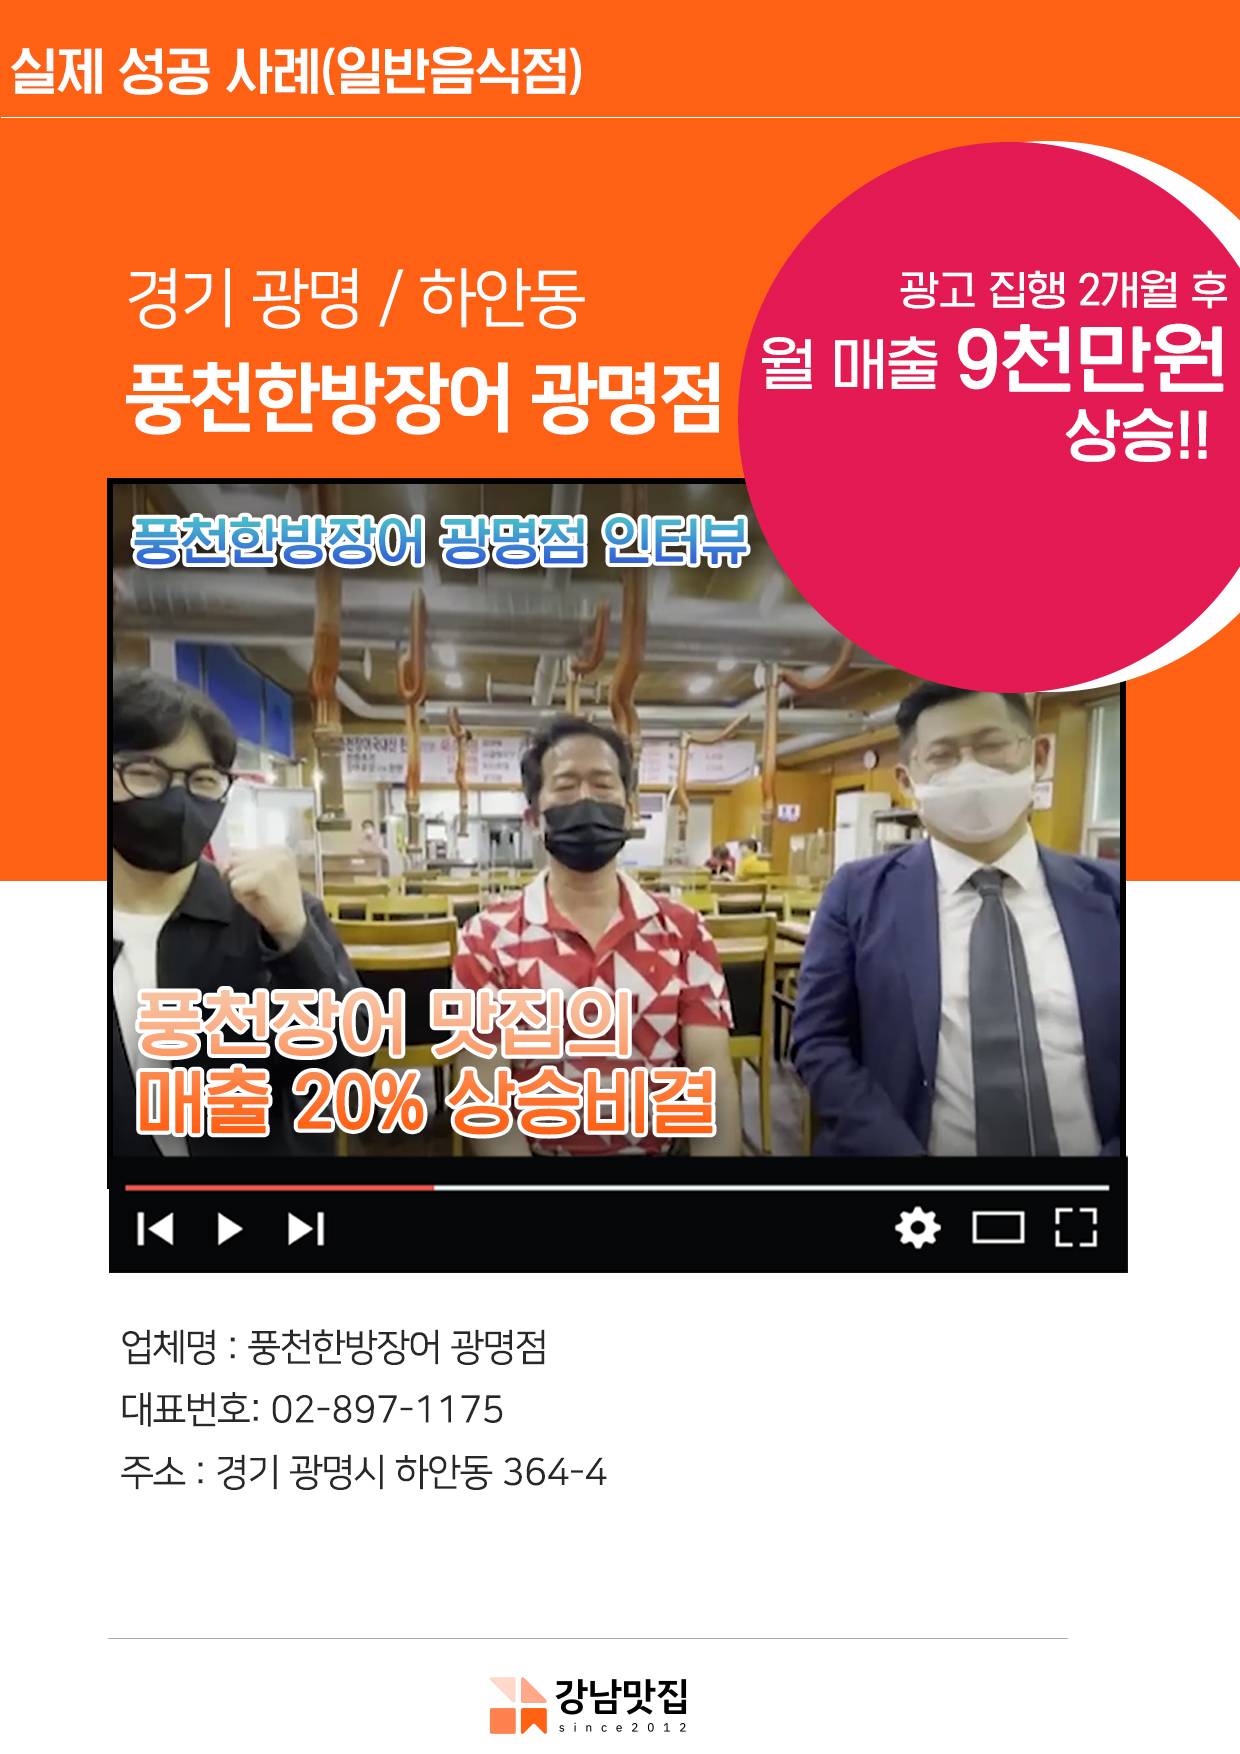 실제 성공 사례(일반음식점)
경기 광명 / 하안동
풍천한방장어 광명점
광고 집행 2개월 후
월 매출 9천만원
상승!!
풍천한방장어 광명점 인터뷰
풍천장어 맛집의
매출 20% 상승비결
업체명 : 풍천한방장어 광명점
대표번호: 02-897-1175
주소 : 경기 광명시 하안동 364-4
강남맛집
since2012